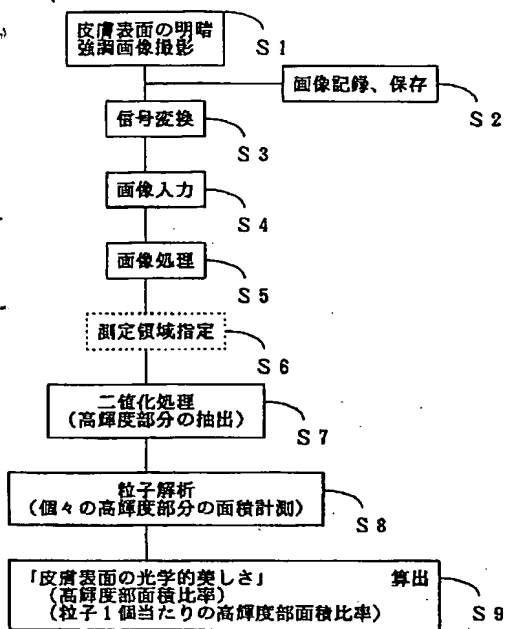 皮膚表面の明暗
強調画像撮影
S1
画像記録、保存
S2
信号変換
S3
画像入力
S4
画像処理
S5
測定領域指定
S6
二値化処理
(高輝度部分の抽出)
S7
粒子解析
(個々の高輝度部分の面積計測)
S8
「皮膚表面の光学的美しさ」 算出
(高輝度部面積比率)
(粒子1個当たりの高輝度部面積比率)
S9